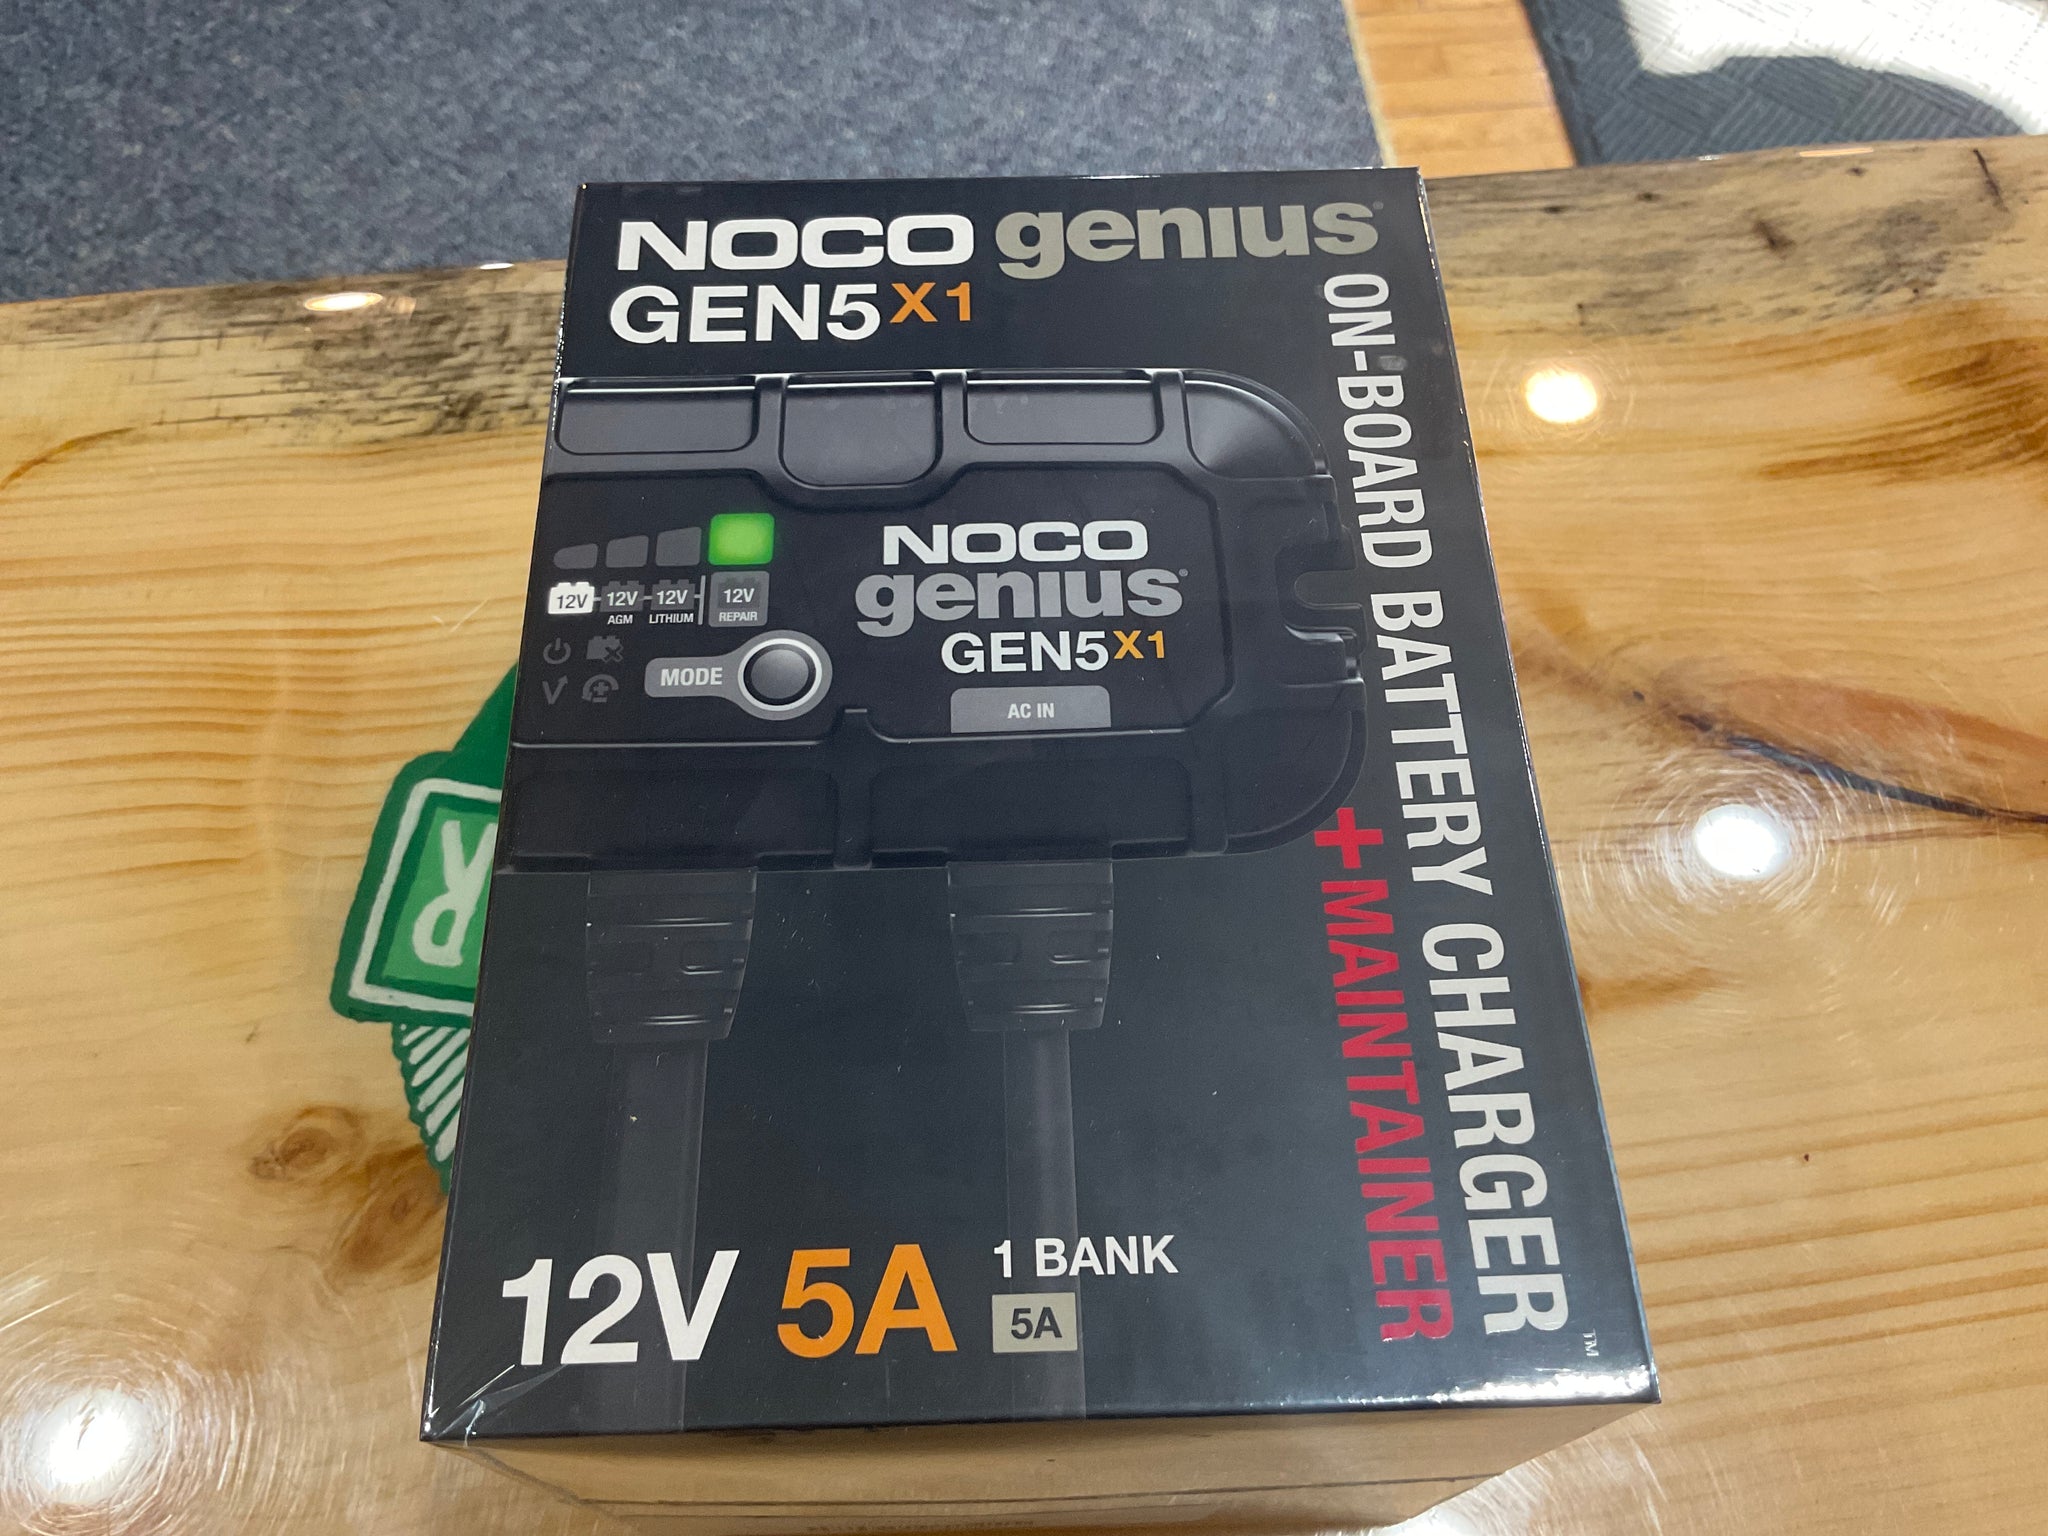 NOCO genius®
GEN5X1
ON-BOARD BATTERY CHARGER™
+MAINTAINER
12V 12V 12V 12V
AGM LITHIUM REPAIR
MODE
NOCO
genius®
GEN5X1
AC IN
12V 5A 1 BANK
5A
R